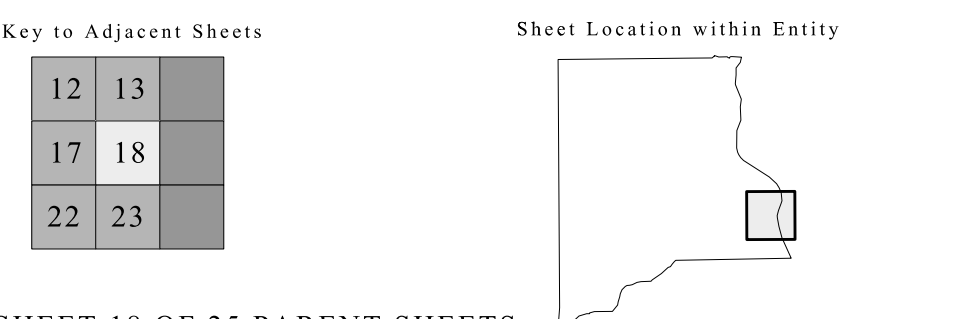 Key to Adjacent Sheets
Sheet Location within Entity
12 13
17 18
22 23
SHEET 18 OF 25 PARENT SHEETS